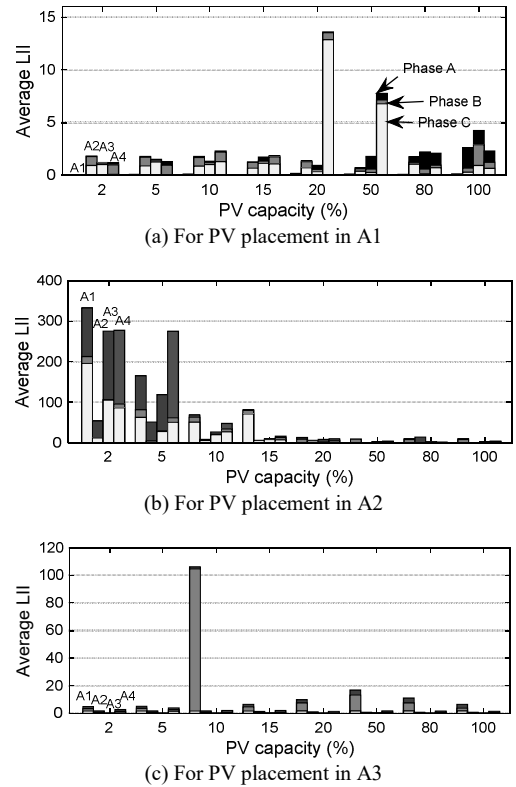 15
10
5
0
Average LII
Phase A
Phase B
Phase C
A1
A2
A3
A4
2 5 10 15 20 50 80 100
PV capacity (%)
(a) For PV placement in A1
400
300
200
100
0
Average LII
A1
A2
A3
A4
2 5 10 15 20 50 80 100
PV capacity (%)
(b) For PV placement in A2
120
100
80
60
40
20
0
Average LII
A1
A2
A3
A4
2 5 10 15 20 50 80 100
PV capacity (%)
(c) For PV placement in A3